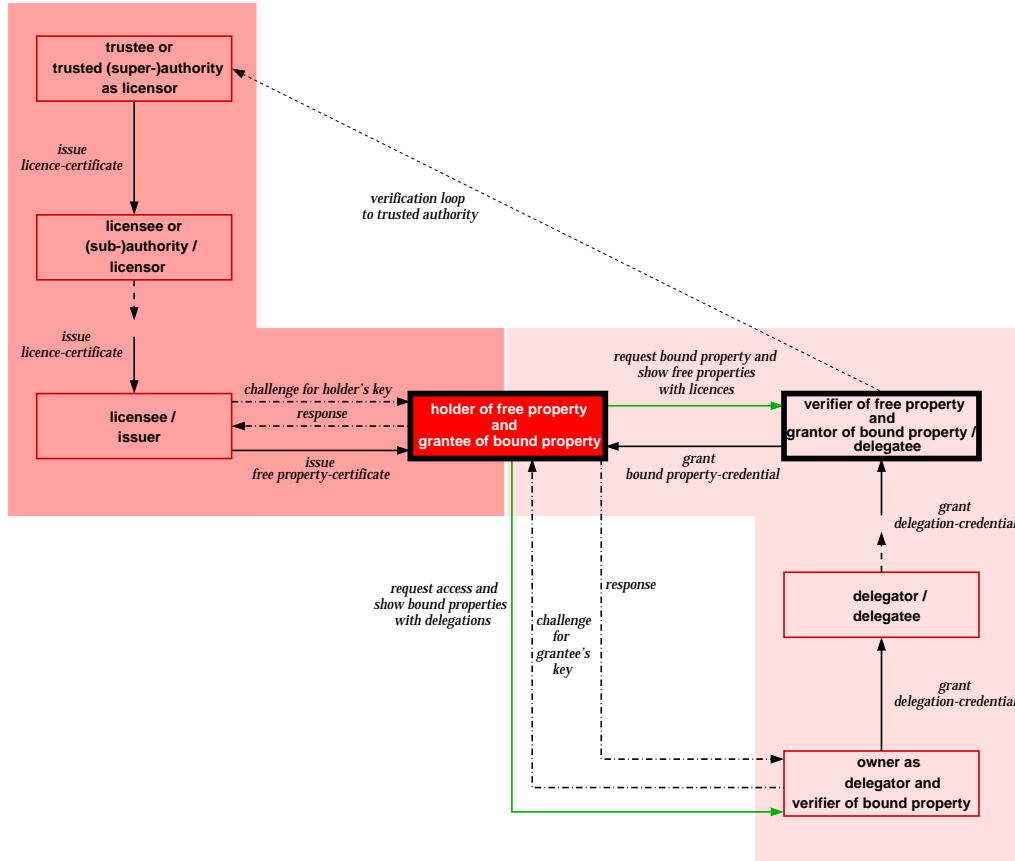 trustee or
trusted (super-)authority
as licensor
issue
licence-certificate
verification loop
to trusted authority
licensee or
(sub-)authority /
licensor
issue
licence-certificate
request bound property and
show free properties
with licences
challenge for holder's key
response
licensee /
issuer
holder of free property
and
grantee of bound property
verifier of free property
and
grantor of bound property /
delegatee
issue
free property-certificate
grant
bound property-credential
grant
delegation-credential
request access and
show bound properties
with delegations
response
challenge
for
grantee's
key
delegator /
delegatee
grant
delegation-credential
owner as
delegator and
verifier of bound property